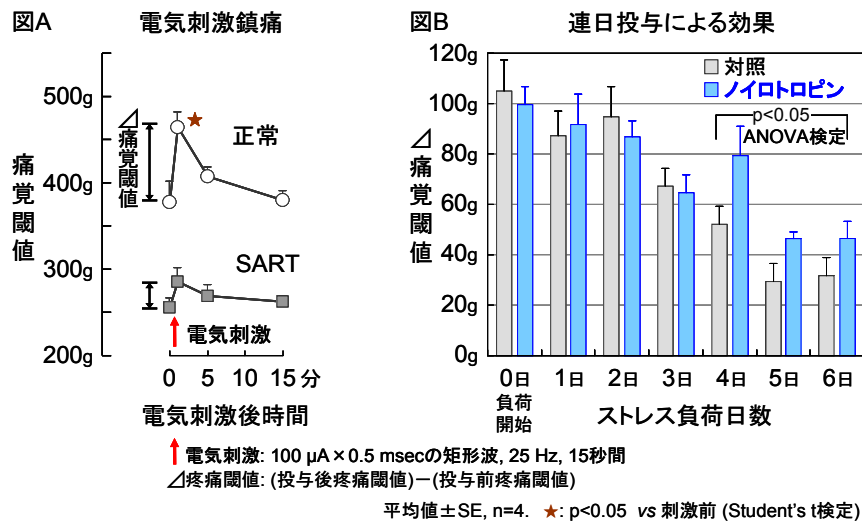 図A
電気刺激鎮痛
500g
400g
300g
200g
痛覚閾値
⊿痛覚閾値
正常
SART
電気刺激
0
5
10
15 分
電気刺激後時間
図B
連日投与による効果
対照
ノイロトロピン
p<0.05
ANOVA検定
120g
100g
80g
60g
40g
20g
0g
⊿痛覚閾値
0日
1日
2日
3日
4日
5日
6日
負荷
開始
ストレス負荷日数
電気刺激: 100 μA×0.5 msecの矩形波, 25 Hz, 15秒間
⊿疼痛閾値: (投与後疼痛閾値)－(投与前疼痛閾値)
平均値±SE, n=4. ★: p<0.05 vs 刺激前 (Student's t検定)